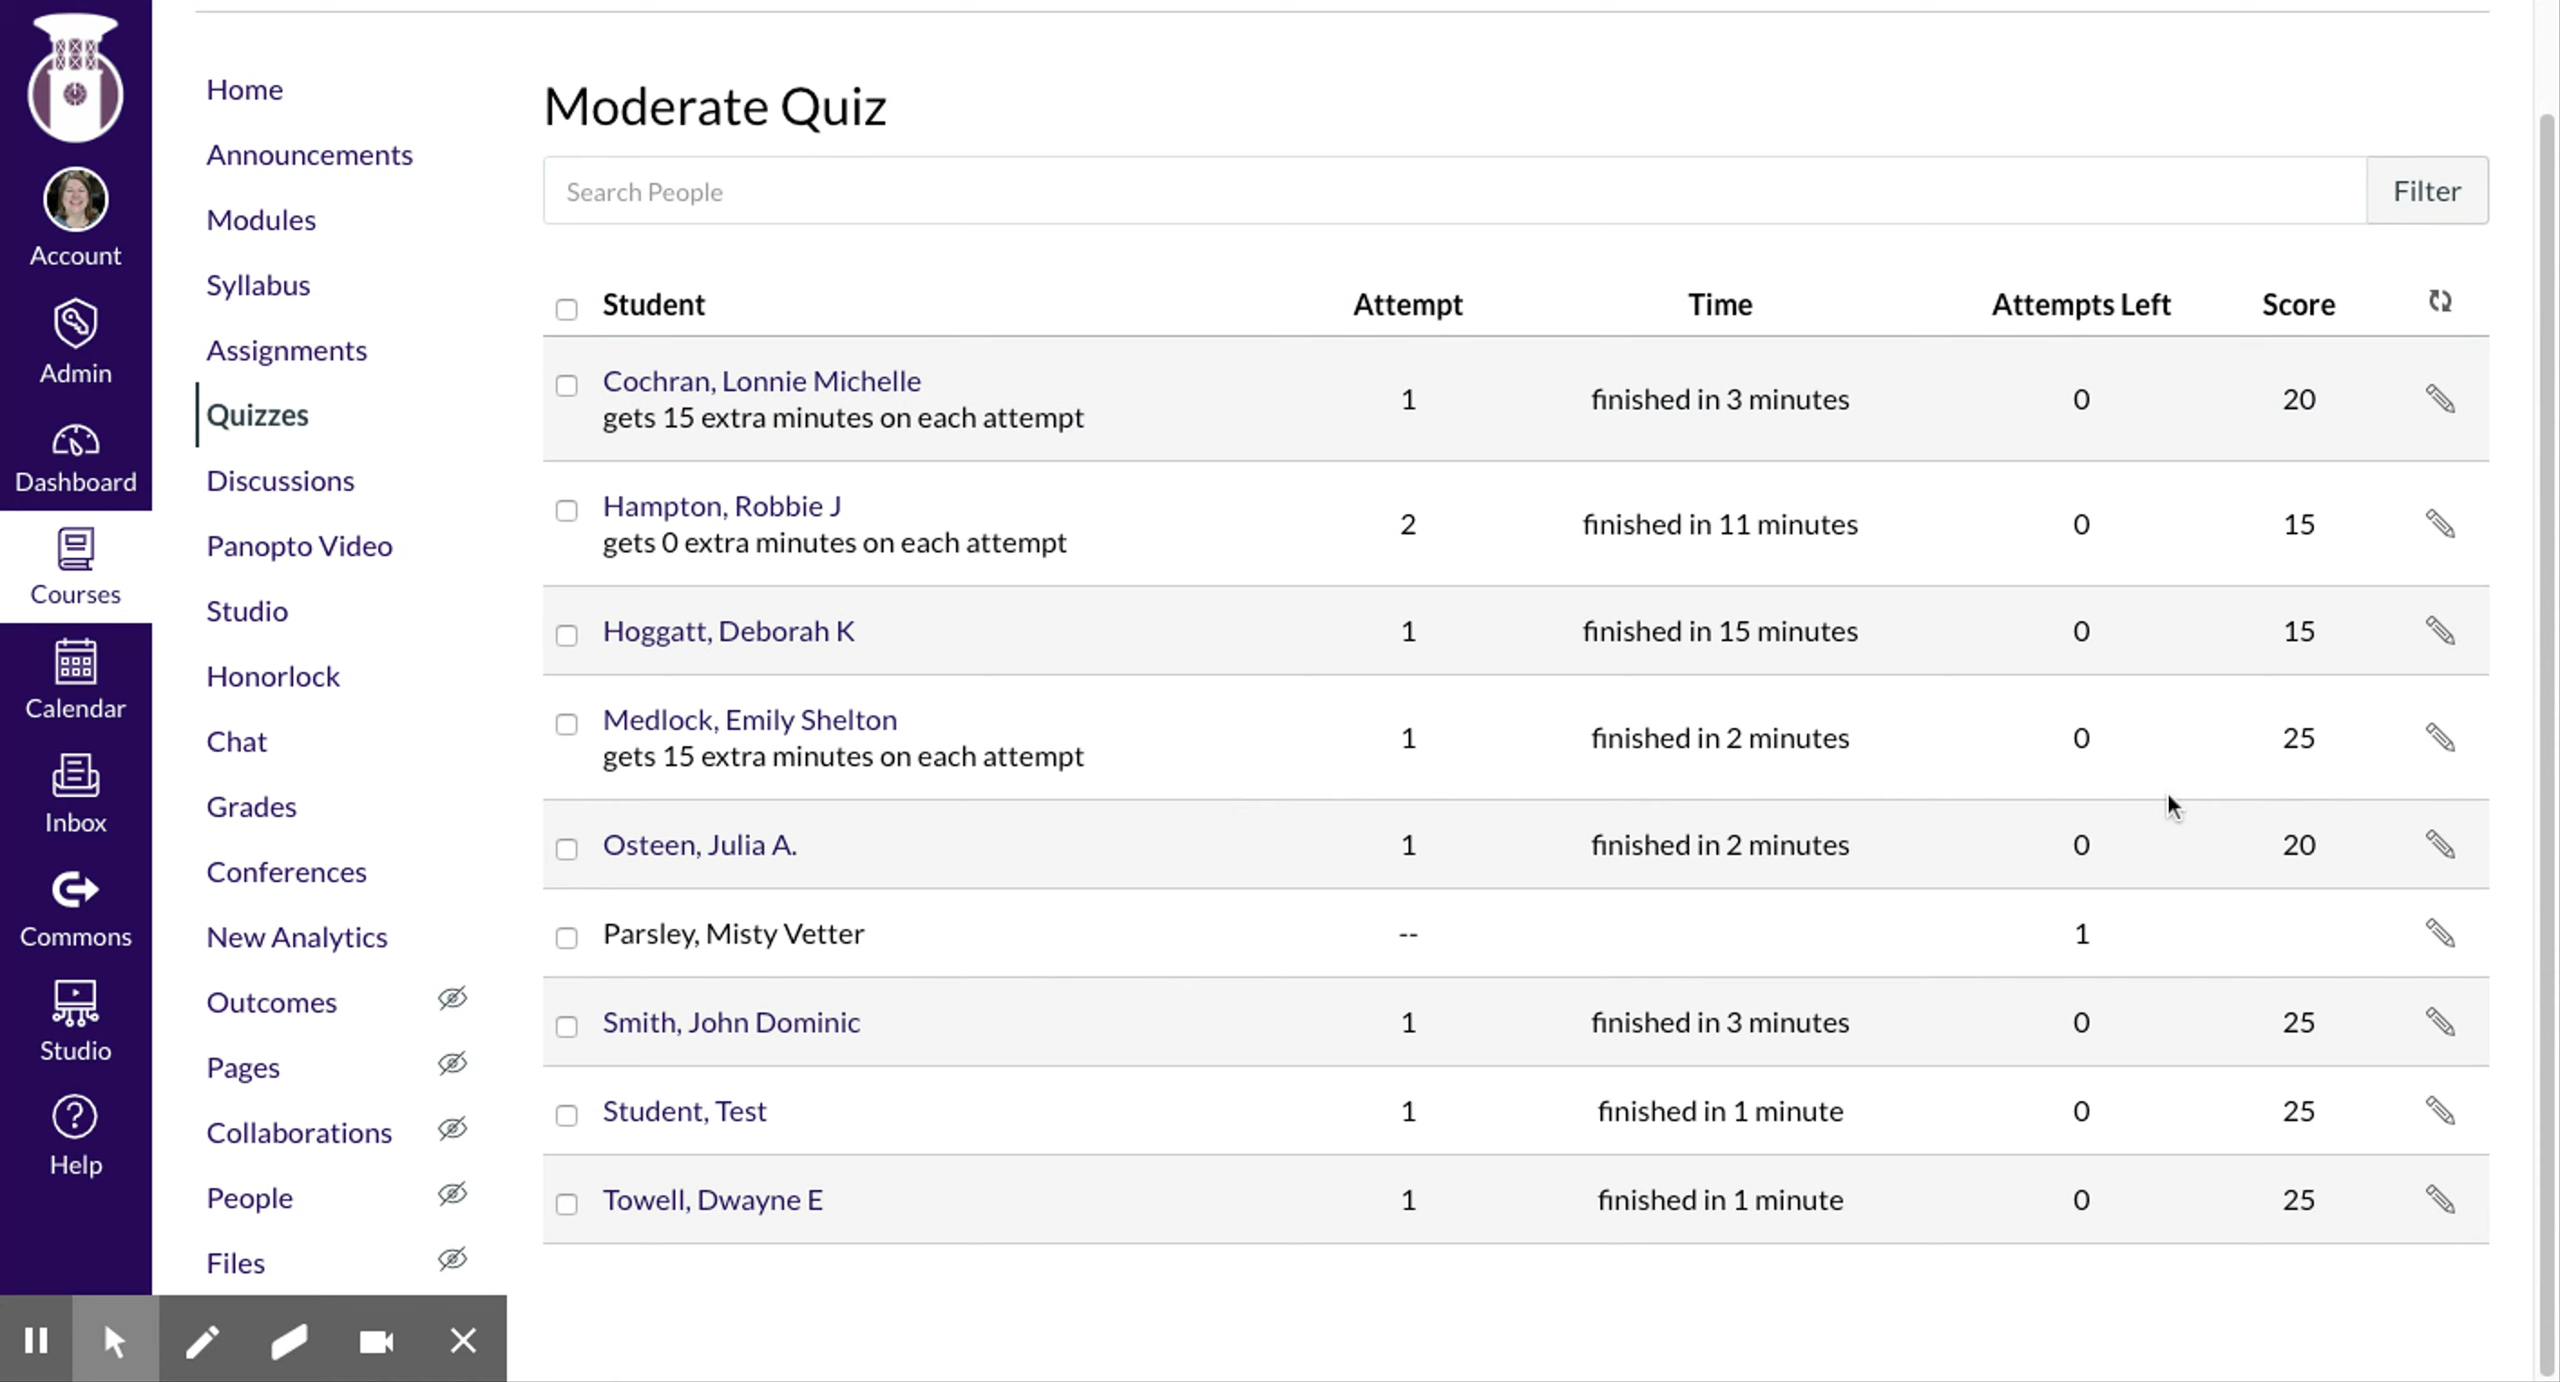 Account
Admin
Dashboard
Courses
Calendar
Inbox
Commons
Studio
Help
Home
Announcements
Modules
Syllabus
Assignments
Quizzes
Discussions
Panopto Video
Studio
Honorlock
Chat
Grades
Conferences
New Analytics
Outcomes
Pages
Collaborations
People
Files
Moderate Quiz
Search People Filter
Student Attempt Time Attempts Left Score
Cochran, Lonnie Michelle
gets 15 extra minutes on each attempt
1 finished in 3 minutes 0 20
Hampton, Robbie J
gets 0 extra minutes on each attempt
2 finished in 11 minutes 0 15
Hoggatt, Deborah K 1 finished in 15 minutes 0 15
Medlock, Emily Shelton
gets 15 extra minutes on each attempt
1 finished in 2 minutes 0 25
Osteen, Julia A. 1 finished in 2 minutes 0 20
Parsley, Misty Vetter -- 1
Smith, John Dominic 1 finished in 3 minutes 0 25
Student, Test 1 finished in 1 minute 0 25
Towell, Dwayne E 1 finished in 1 minute 0 25